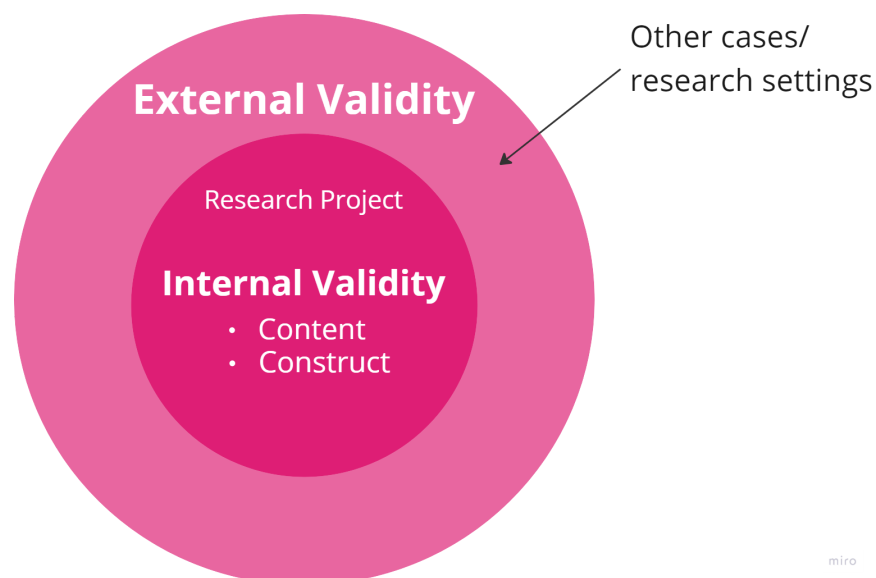 Other cases/
research settings
External Validity
Research Project
Internal Validity
• Content
• Construct
miro